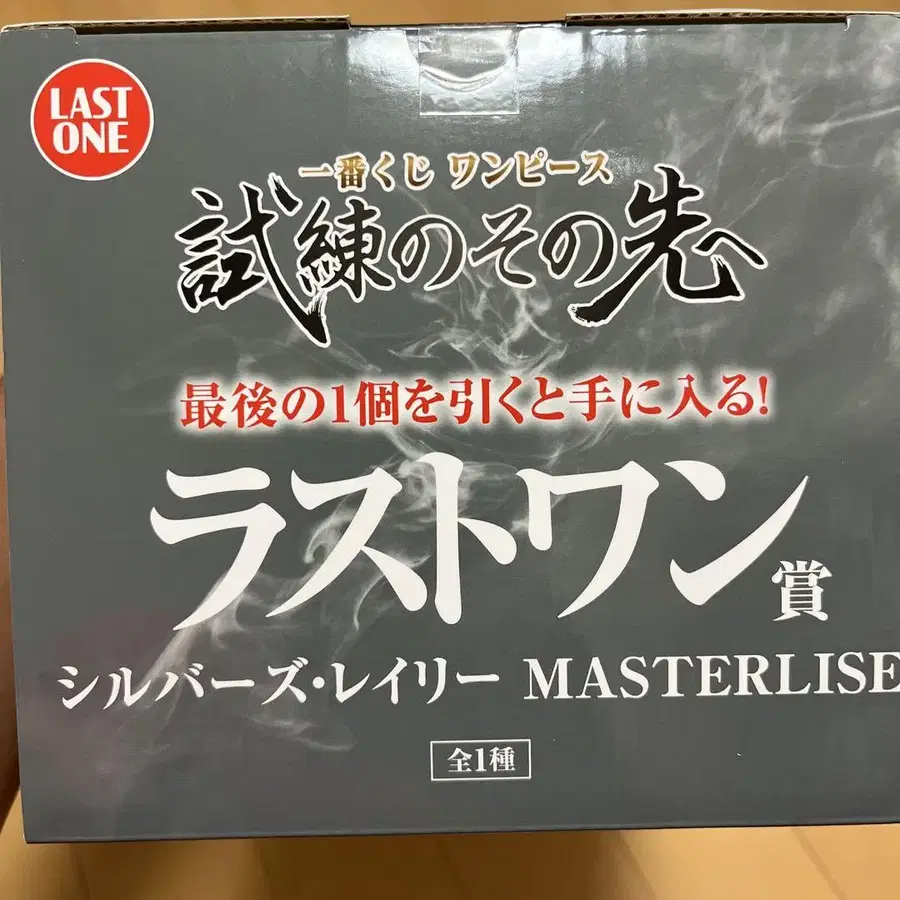 LAST
ONE
一番くじ ワンピース
試練のその先へ
最後の1個を引くと手に入る!
ラストワン賞
シルバーズ・レイリー MASTERLISE
全1種